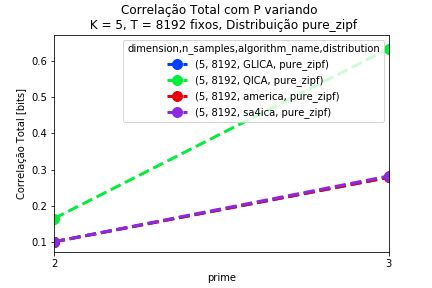 Correlação Total com P variando
K = 5, T = 8192 fixos, Distribuição pure_zipf
dimension,n_samples,algorithm_name,distribution
(5, 8192, GLICA, pure_zipf)
(5, 8192, QICA, pure_zipf)
(5, 8192, america, pure_zipf)
(5, 8192, sa4ica, pure_zipf)
Correlação Total [bits]
0.6
0.5
0.4
0.3
0.2
0.1
2
3
prime